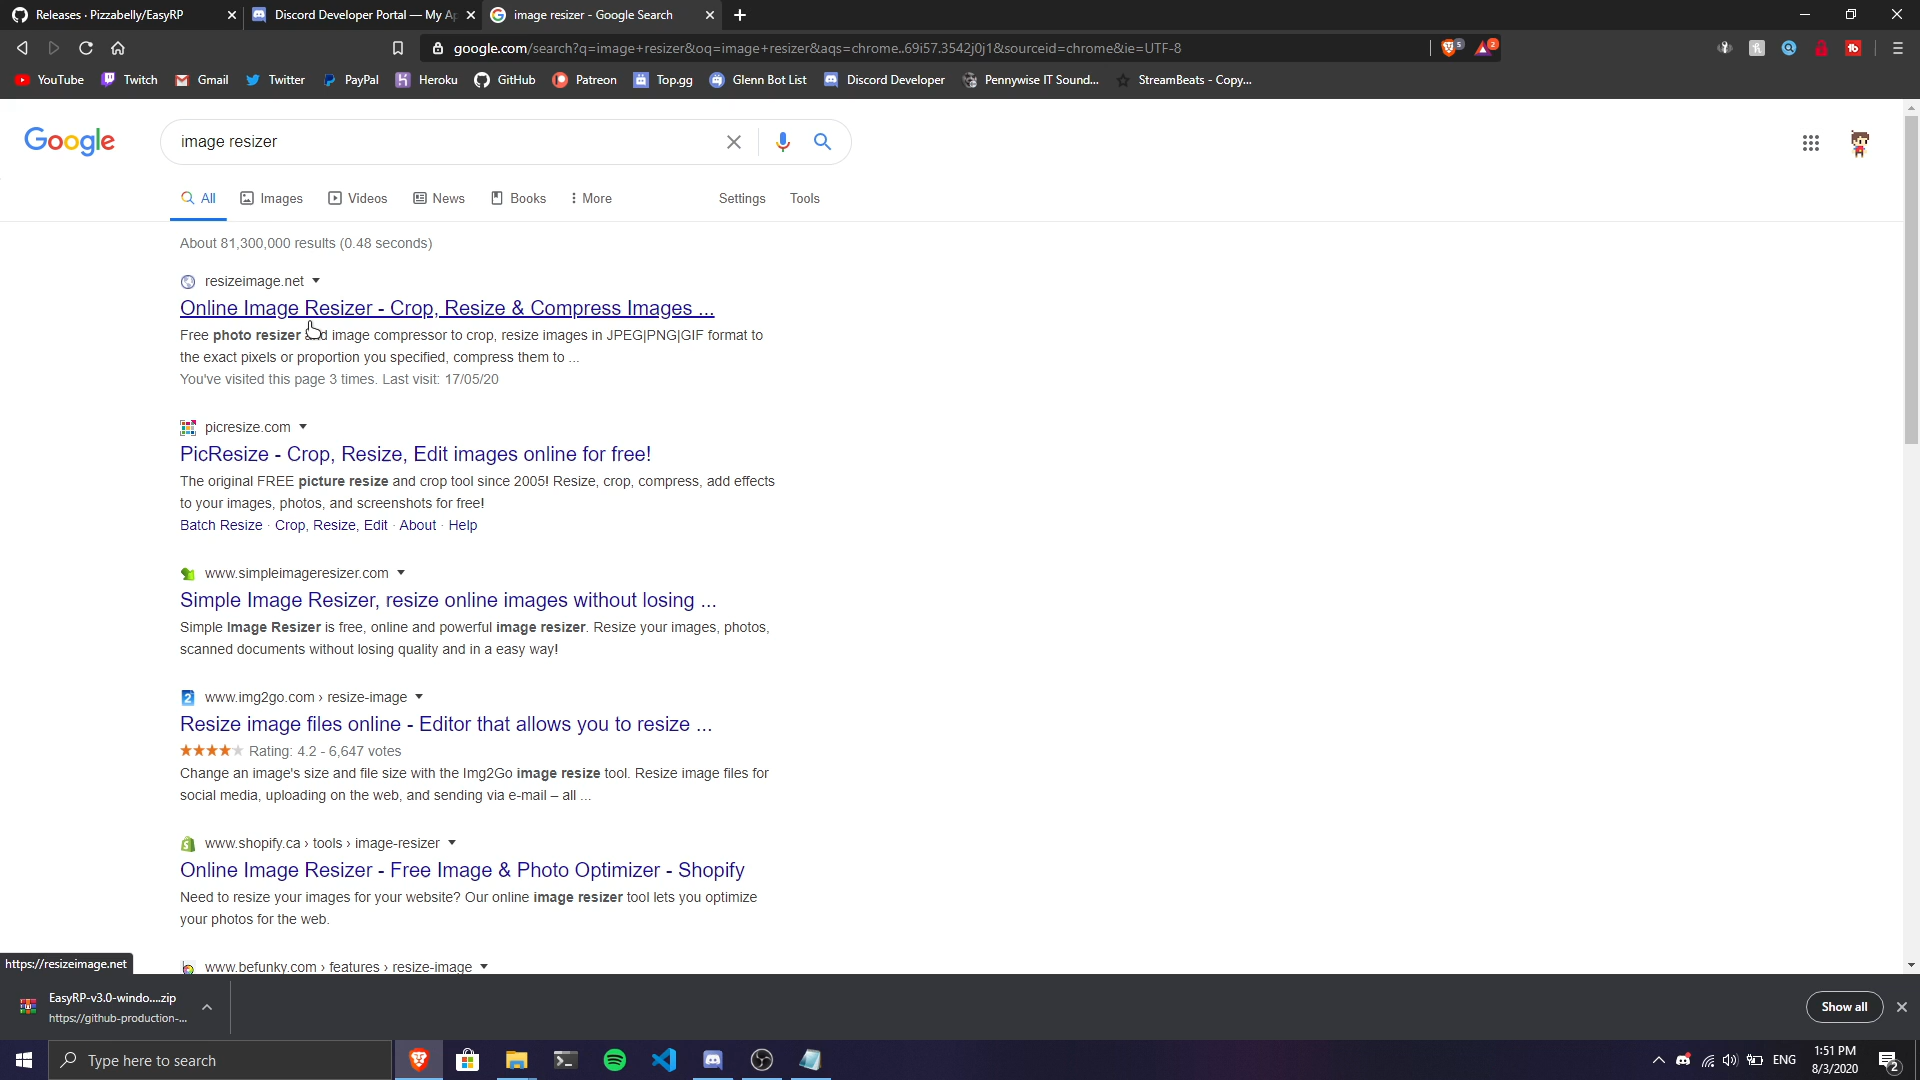 Releases · Pizzabelly/EasyRP
Discord Developer Portal — My Ap
image resizer - Google Search
google.com/search?q=image+resizer&oq=image+resizer&aqs=chrome..69i57.3542j0j1&sourceid=chrome&ie=UTF-8
5
2
YouTube
Twitch
Gmail
Twitter
PayPal
Heroku
GitHub
Patreon
Top.gg
Glenn Bot List
Discord Developer
Pennywise IT Sound...
StreamBeats - Copy...
Google
image resizer
All
Images
Videos
News
Books
More
Settings
Tools
About 81,300,000 results (0.48 seconds)
resizeimage.net
Online Image Resizer - Crop, Resize & Compress Images ...
Free photo resizer and image compressor to crop, resize images in JPEG|PNG|GIF format to
the exact pixels or proportion you specified, compress them to ...
You've visited this page 3 times. Last visit: 17/05/20
picresize.com
PicResize - Crop, Resize, Edit images online for free!
The original FREE picture resize and crop tool since 2005! Resize, crop, compress, add effects
to your images, photos, and screenshots for free!
Batch Resize · Crop, Resize, Edit · About · Help
www.simpleimageresizer.com
Simple Image Resizer, resize online images without losing ...
Simple Image Resizer is free, online and powerful image resizer. Resize your images, photos,
scanned documents without losing quality and in a easy way!
www.img2go.com › resize-image
Resize image files online - Editor that allows you to resize ...
Rating: 4.2 - 6,647 votes
Change an image's size and file size with the Img2Go image resize tool. Resize image files for
social media, uploading on the web, and sending via e-mail – all ...
www.shopify.ca › tools › image-resizer
Online Image Resizer - Free Image & Photo Optimizer - Shopify
Need to resize your images for your website? Our online image resizer tool lets you optimize
your photos for the web.
www.befunky.com › features › resize-image
https://resizeimage.net
EasyRP-v3.0-windo....zip
https://github-production-...
Show all
Type here to search
ENG
1:51 PM
8/3/2020
2